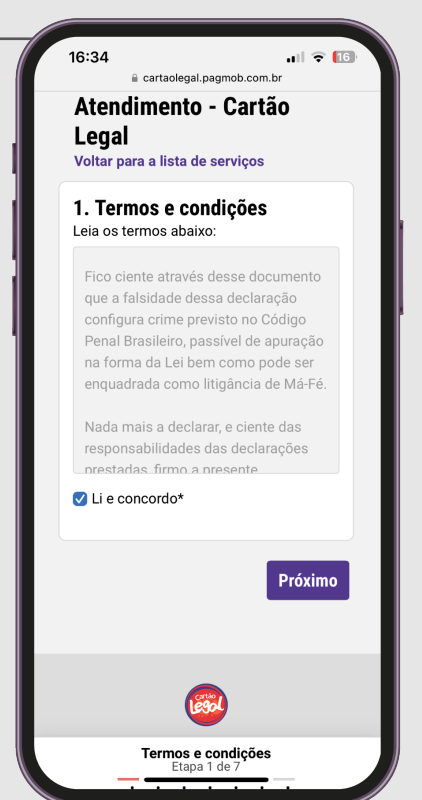 16:34
16
cartaolegal.pagmob.com.br
Atendimento - Cartão
Legal
Voltar para a lista de serviços
1. Termos e condições
Leia os termos abaixo:
Fico ciente através desse documento
que a falsidade dessa declaração
configura crime previsto no Código
Penal Brasileiro, passível de apuração
na forma da Lei bem como pode ser
enquadrada como litigância de Má-Fé.
Nada mais a declarar, e ciente das
responsabilidades das declarações
prestadas, firmo a presente
Li e concordo*
Próximo
cartão
Legal
Termos e condições
Etapa 1 de 7